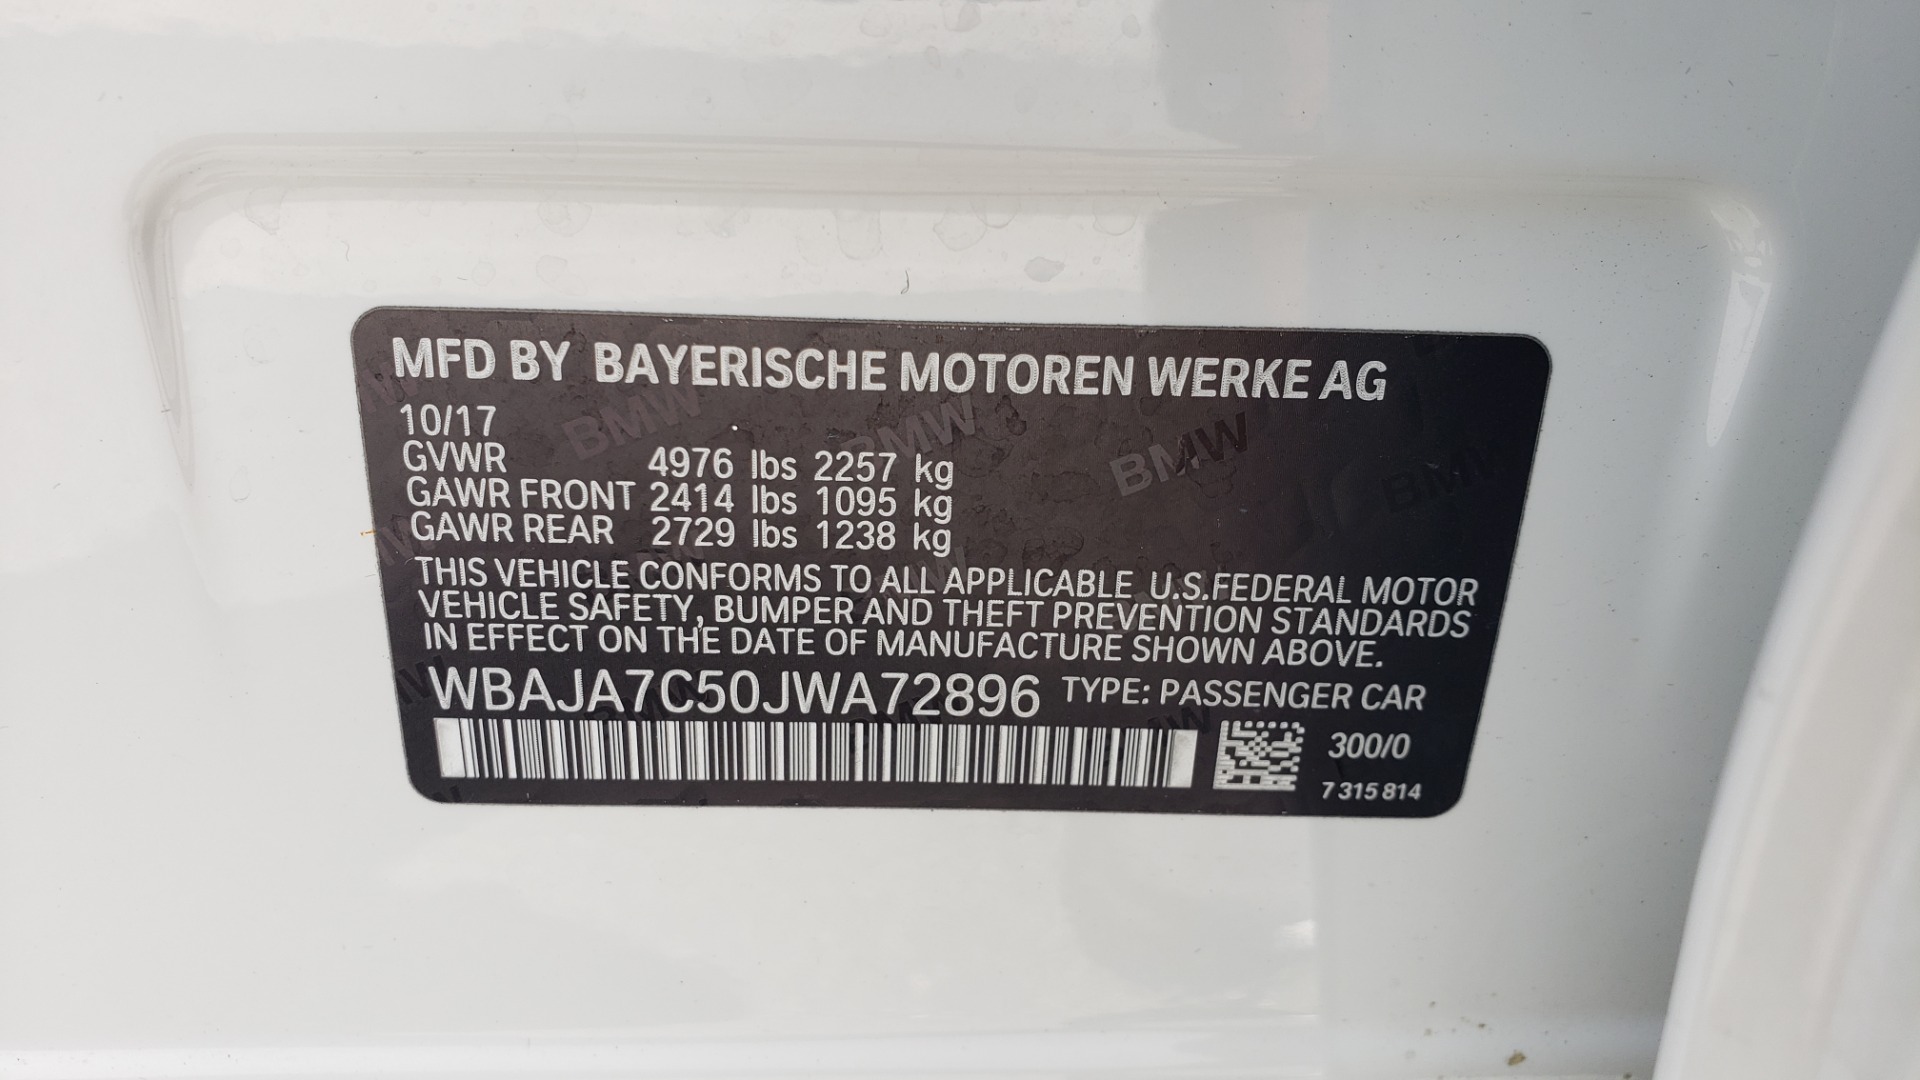 MFD BY BAYERISCHE MOTOREN WERKE AG
10/17
GVWR 4976 lbs 2257 kg
GAWR FRONT 2414 lbs 1095 kg
GAWR REAR 2729 lbs 1238 kg
THIS VEHICLE CONFORMS TO ALL APPLICABLE U.S.FEDERAL MOTOR
VEHICLE SAFETY, BUMPER AND THEFT PREVENTION STANDARDS
IN EFFECT ON THE DATE OF MANUFACTURE SHOWN ABOVE.
WBAJA7C50JWA72896 TYPE: PASSENGER CAR
300/0
7 315 814
BMW BMW BMW BMW